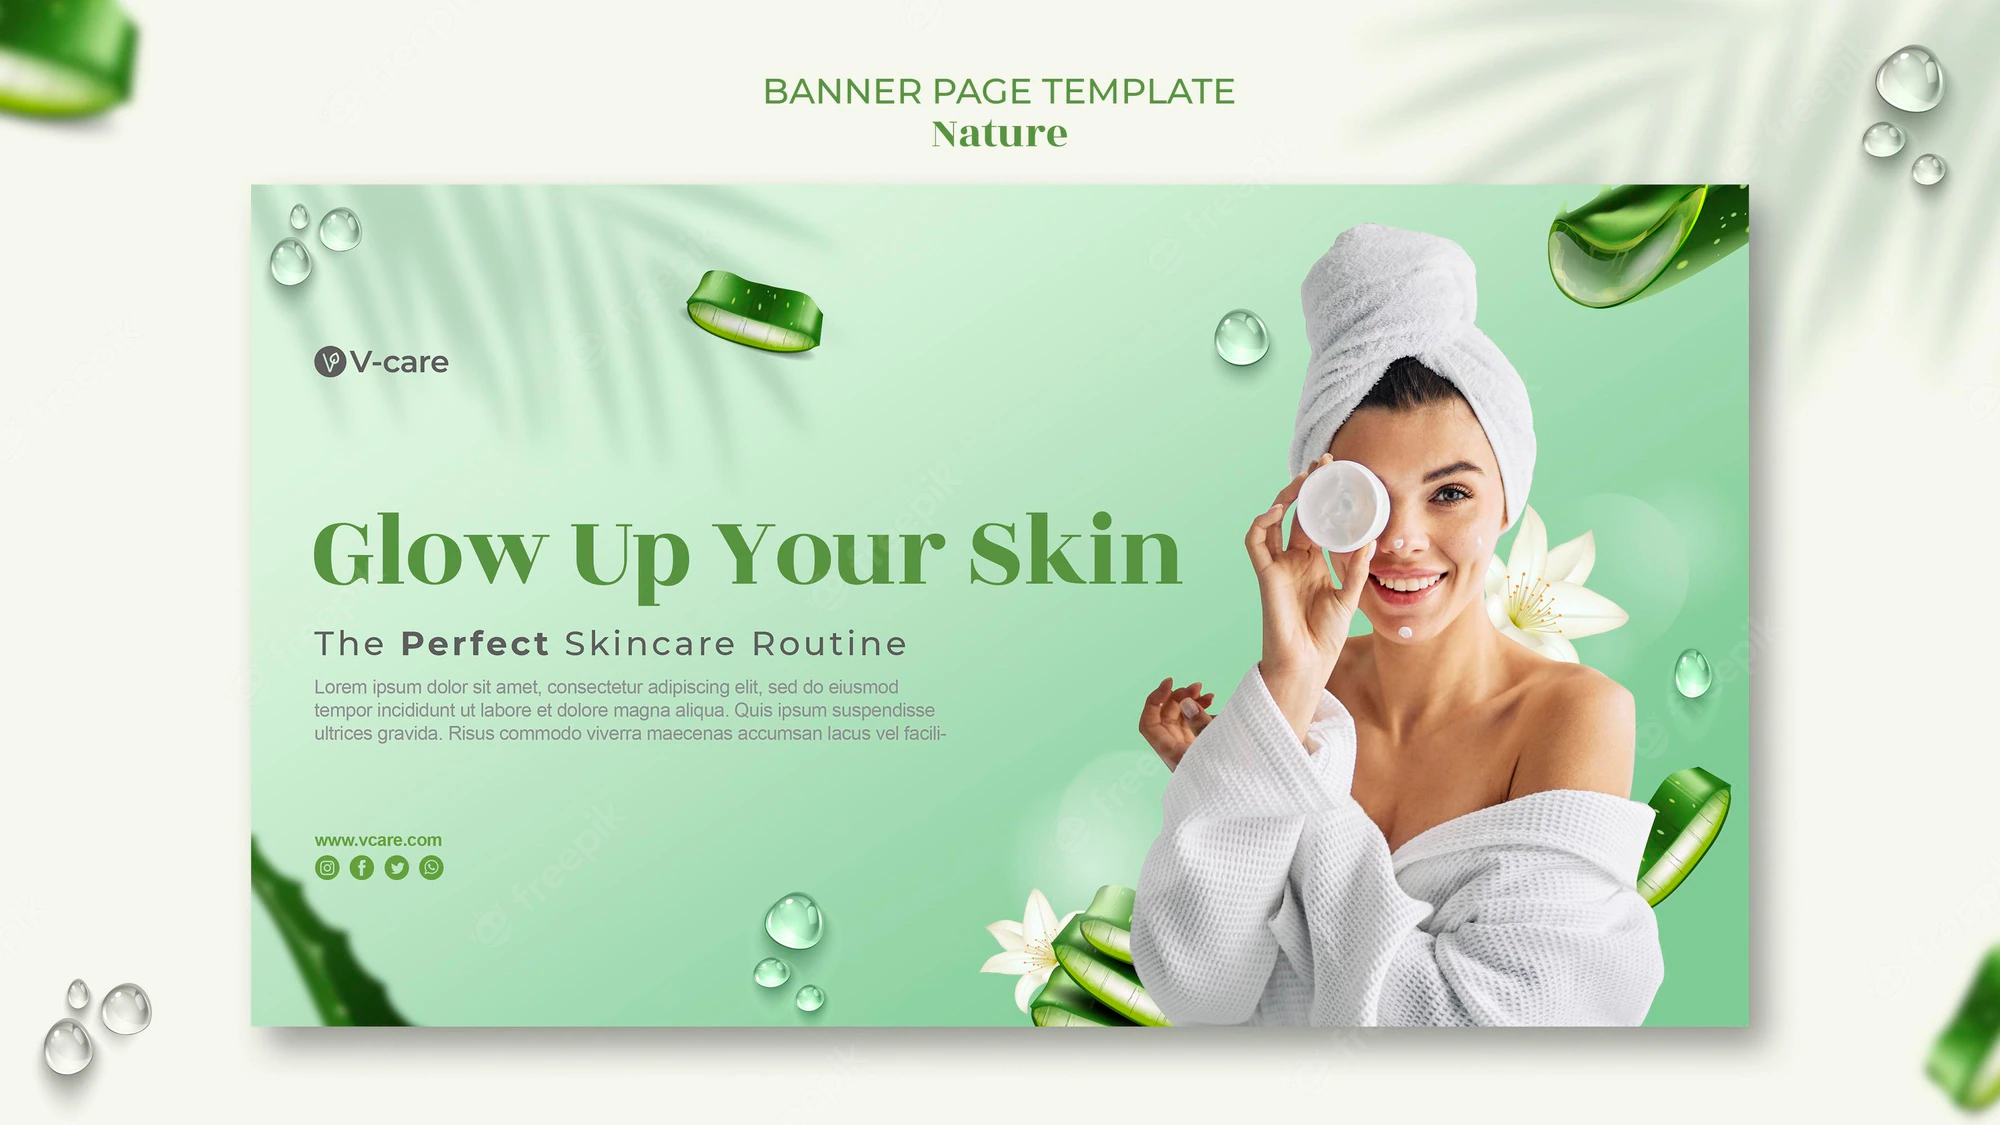 BANNER PAGE TEMPLATE
Nature
V-care
Glow Up Your Skin
The Perfect Skincare Routine
Lorem ipsum dolor sit amet, consectetur adipiscing elit, sed do eiusmod
tempor incididunt ut labore et dolore magna aliqua. Quis ipsum suspendisse
ultrices gravida. Risus commodo viverra maecenas accumsan lacus vel facili-
www.vcare.com
freepik